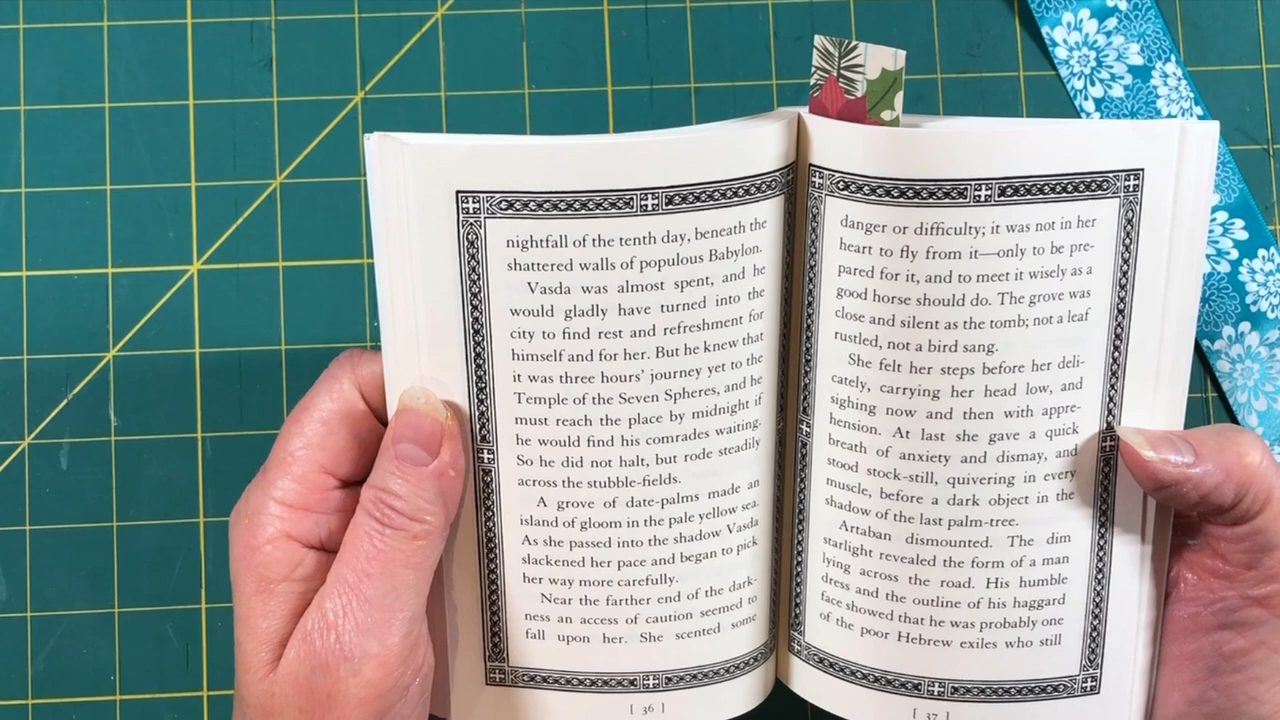 nightfall of the tenth day, beneath the
shattered walls of populous Babylon.
Vasda was almost spent, and he
would gladly have turned into the
city to find rest and refreshment for
himself and for her. But he knew that
it was three hours’ journey yet to the
Temple of the Seven Spheres, and he
must reach the place by midnight if
he would find his comrades waiting.
So he did not halt, but rode steadily
across the stubble-fields.
A grove of date-palms made an
island of gloom in the pale yellow sea.
As she passed into the shadow Vasda
slackened her pace and began to pick
her way more carefully.
Near the farther end of the dark-
ness an access of caution seemed to
fall upon her. She scented some
[ 36 ]
danger or difficulty; it was not in her
heart to fly from it—only to be pre-
pared for it, and to meet it wisely as a
good horse should do. The grove was
close and silent as the tomb; not a leaf
rustled, not a bird sang.
She felt her steps before her deli-
cately, carrying her head low, and
sighing now and then with appre-
hension. At last she gave a quick
breath of anxiety and dismay, and
stood stock-still, quivering in every
muscle, before a dark object in the
shadow of the last palm-tree.
Artaban dismounted. The dim
starlight revealed the form of a man
lying across the road. His humble
dress and the outline of his haggard
face showed that he was probably one
of the poor Hebrew exiles who still
[ 37 ]